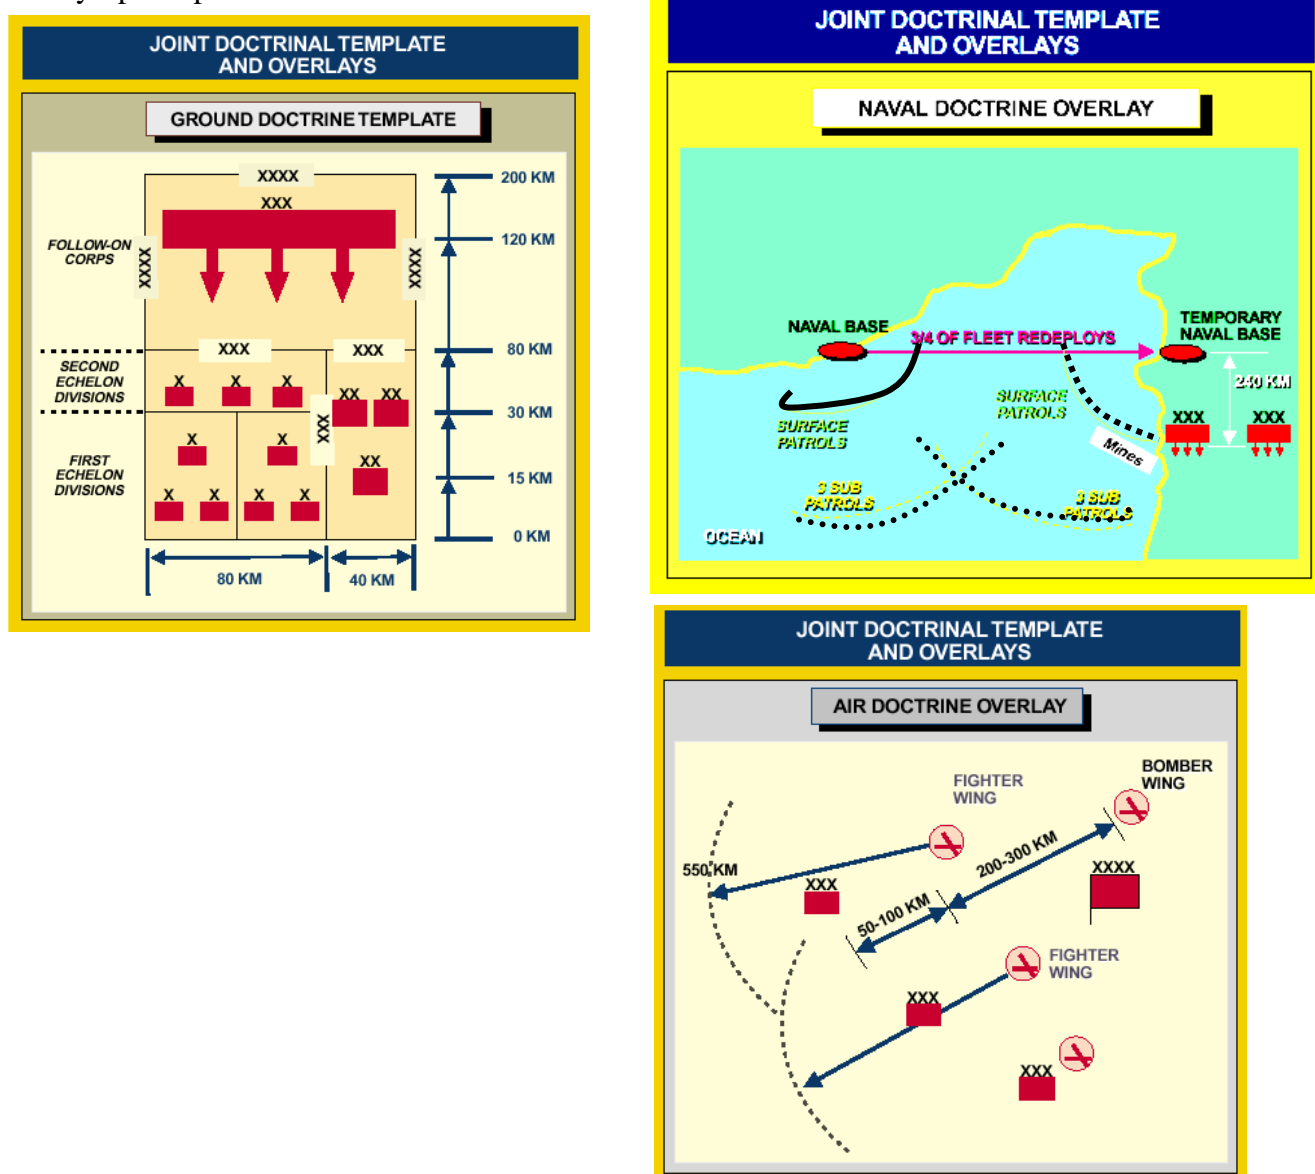 JOINT DOCTRINAL TEMPLATE
AND OVERLAYS
GROUND DOCTRINE TEMPLATE
XXXX
XXX
200 KM
120 KM
FOLLOW-ON
CORPS
XXXX
XXXX
XXX
XXX
80 KM
SECOND
ECHELON
DIVISIONS
X
X
X
XX
XX
30 KM
XXX
X
X
FIRST
ECHELON
DIVISIONS
XX
15 KM
X
X
X
X
0 KM
80 KM
40 KM
JOINT DOCTRINAL TEMPLATE
AND OVERLAYS
NAVAL DOCTRINE OVERLAY
NAVAL BASE
3/4 OF FLEET REDEPLOYS
TEMPORARY
NAVAL BASE
240 KM
SURFACE
PATROLS
SURFACE
PATROLS
XXX
XXX
Mines
3 SUB
PATROLS
3 SUB
PATROLS
OCEAN
JOINT DOCTRINAL TEMPLATE
AND OVERLAYS
AIR DOCTRINE OVERLAY
BOMBER
WING
FIGHTER
WING
550 KM
200-300 KM
XXX
XXXX
50-100 KM
FIGHTER
WING
XXX
XXX